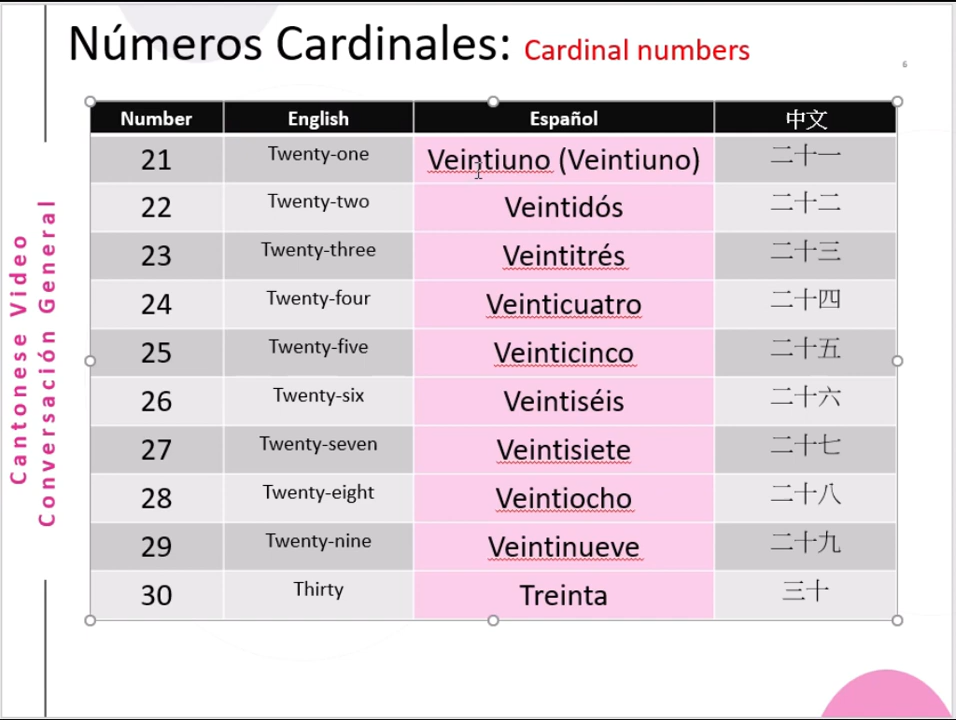 Números Cardinales: Cardinal numbers
6
Number English Español 中文
21 Twenty-one Veintiuno (Veintiuno) 二十一
22 Twenty-two Veintidós 二十二
23 Twenty-three Veintitrés 二十三
24 Twenty-four Veinticuatro 二十四
25 Twenty-five Veinticinco 二十五
26 Twenty-six Veintiséis 二十六
27 Twenty-seven Veintisiete 二十七
28 Twenty-eight Veintiocho 二十八
29 Twenty-nine Veintinueve 二十九
30 Thirty Treinta 三十
Cantonese Video
Conversación General